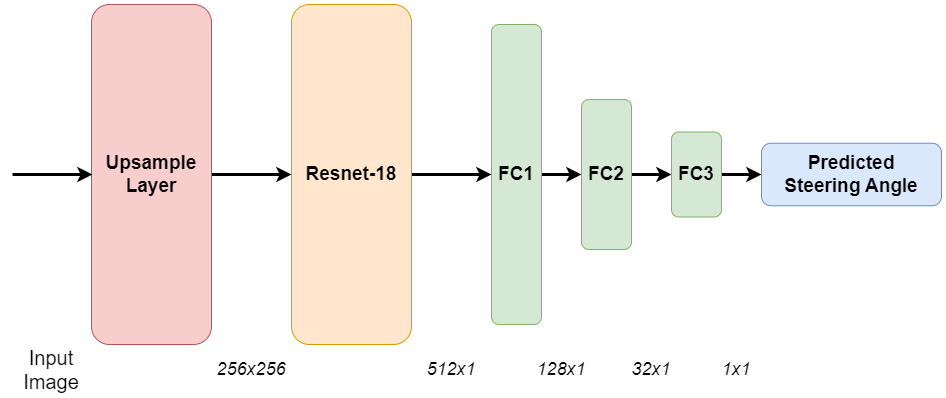 Upsample
Layer
Resnet-18
FC1
FC2
FC3
Predicted
Steering Angle
Input
Image
256x256
512x1
128x1
32x1
1x1